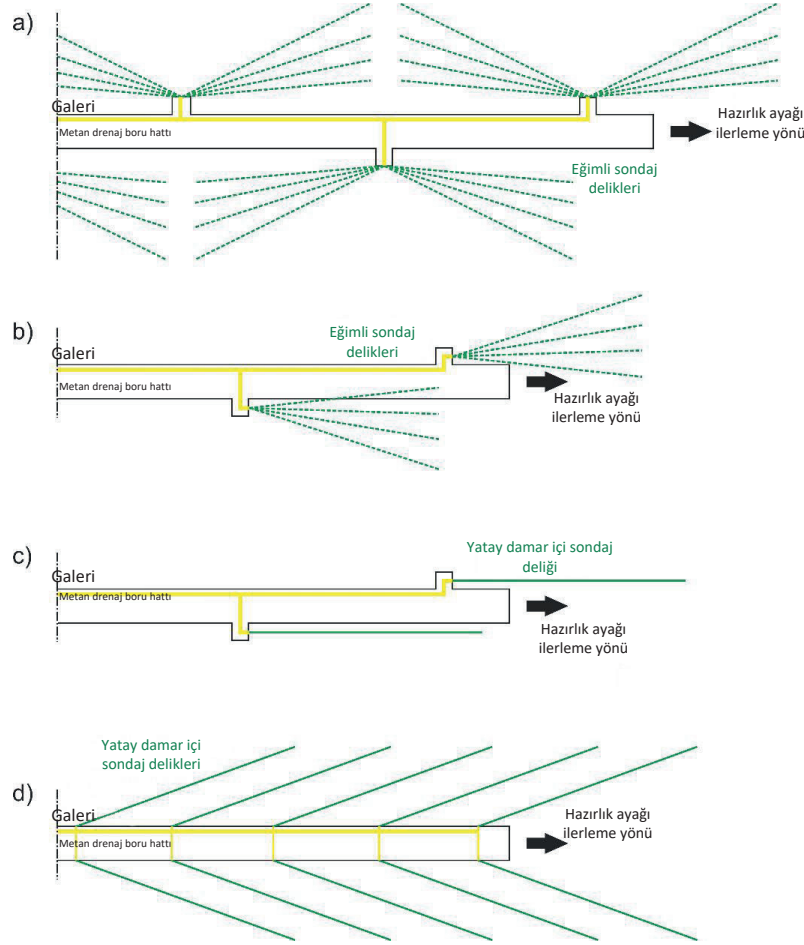 a)
Galeri
Metan drenaj boru hattı
Hazırlık ayağı
ilerleme yönü
Eğimli sondaj
delikleri
b)
Eğimli sondaj
delikleri
Galeri
Metan drenaj boru hattı
Hazırlık ayağı
ilerleme yönü
c)
Yatay damar içi sondaj
deliği
Galeri
Metan drenaj boru hattı
Hazırlık ayağı
ilerleme yönü
Yatay damar içi
sondaj delikleri
d)
Galeri
Metan drenaj boru hattı
Hazırlık ayağı
ilerleme yönü